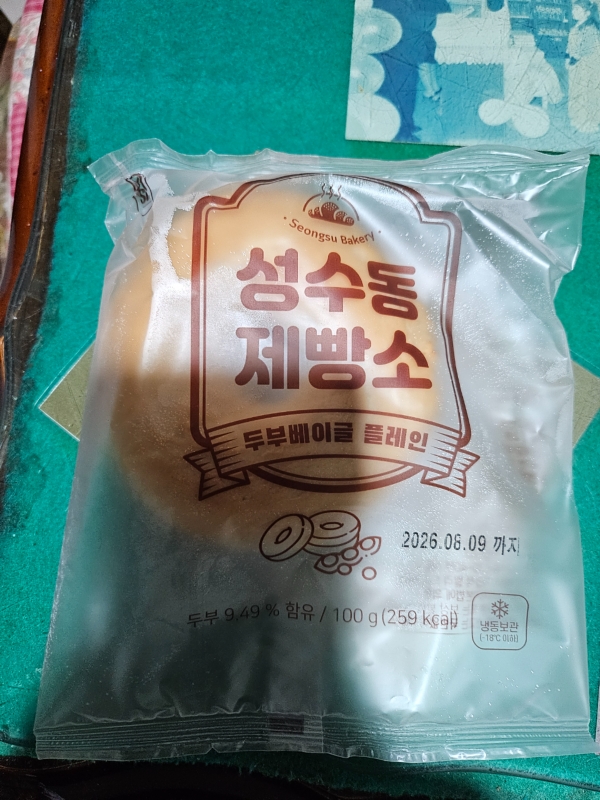 Seongsu Bakery
성수동
제빵소
두부베이글 플레인
2026.08.09 까지
두부 9.49 % 함유 / 100 g (259 kcal)
냉동보관
(-18℃ 이하)